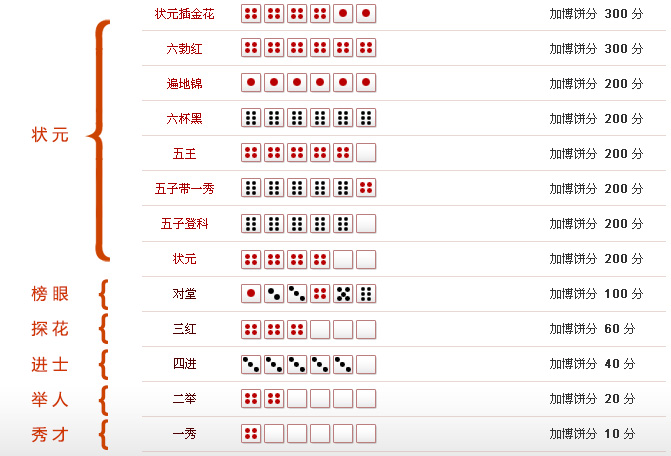 状元插金花 加博饼分 300 分
六勃红 加博饼分 300 分
遍地锦 加博饼分 200 分
六杯黑 加博饼分 200 分
状元
五王 加博饼分 200 分
五子带一秀 加博饼分 200 分
五子登科 加博饼分 200 分
状元 加博饼分 200 分
榜眼 对堂 加博饼分 100 分
探花 三红 加博饼分 60 分
进士 四进 加博饼分 40 分
举人 二举 加博饼分 20 分
秀才 一秀 加博饼分 10 分